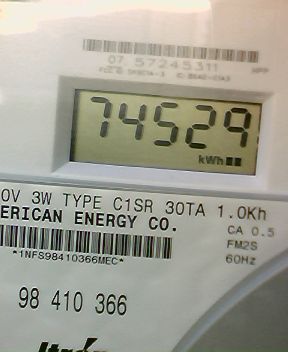 07. 57245311
74529
kWh
0V 3W TYPE C1SR 30TA 1.0Kh
ERICAN ENERGY CO.
CA 0.5
FM2S
60Hz
*1NFS98410366MEC*
98 410 366
Itron